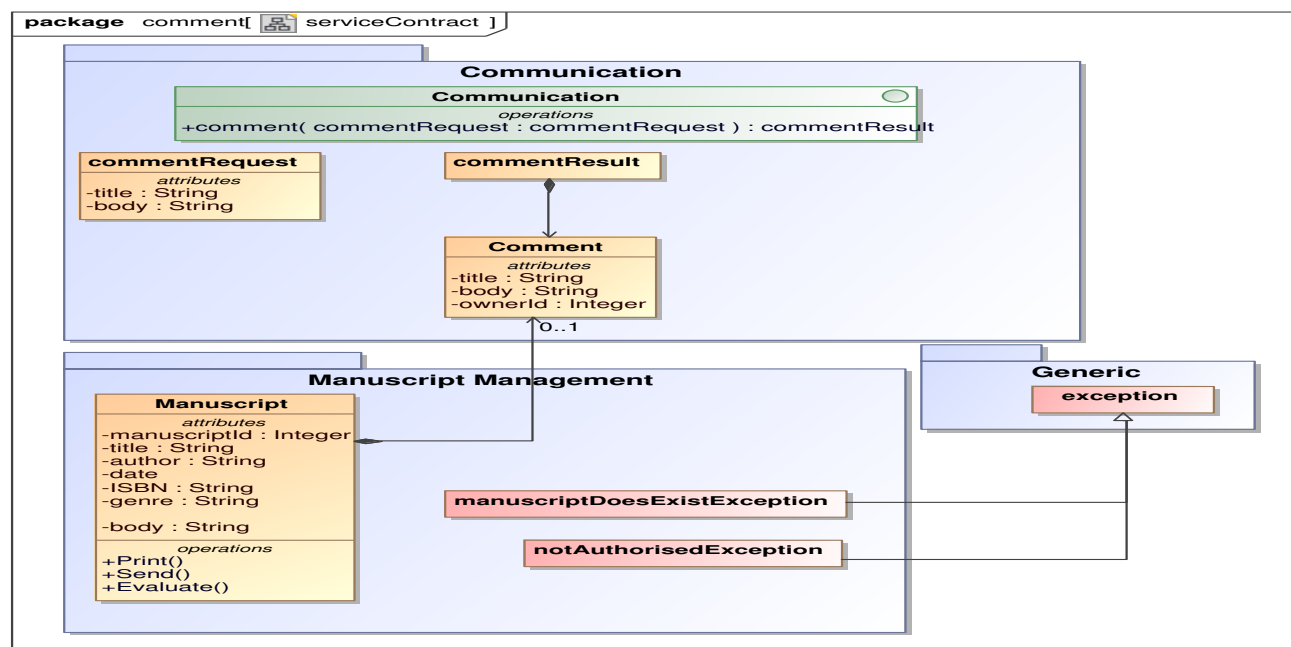 package comment[ serviceContract ]
Communication
Communication
operations
+comment( commentRequest : commentRequest ) : commentResult
commentRequest
attributes
-title : String
-body : String
commentResult
Comment
attributes
-title : String
-body : String
-ownerId : Integer
0..1
Manuscript Management
Manuscript
attributes
-manuscriptId : Integer
-title : String
-author : String
-date
-ISBN : String
-genre : String
-body : String
operations
+Print()
+Send()
+Evaluate()
manuscriptDoesExistException
notAuthorisedException
Generic
exception